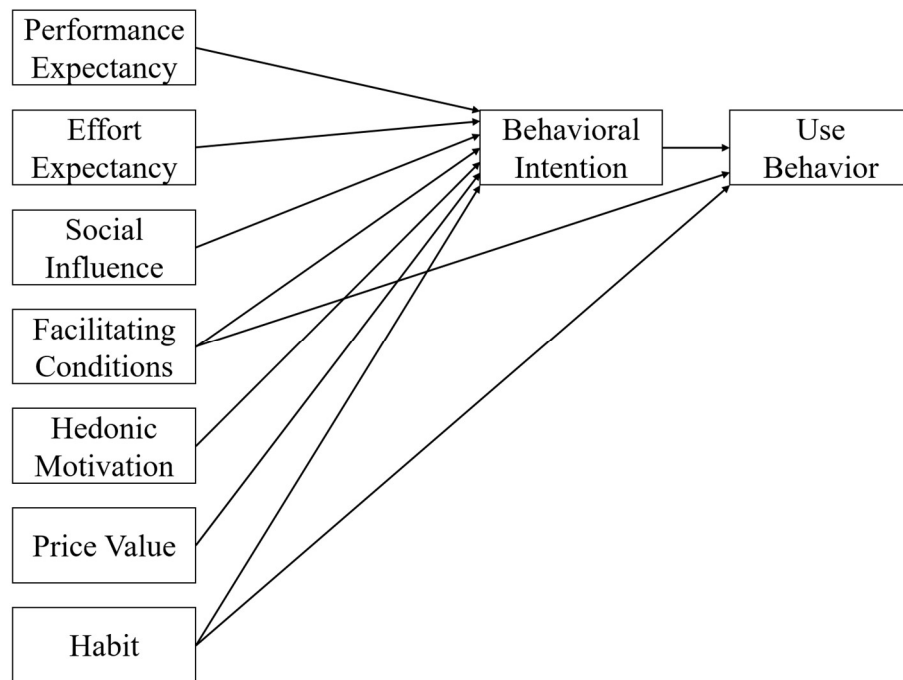 Performance
Expectancy
Effort
Expectancy
Social
Influence
Facilitating
Conditions
Hedonic
Motivation
Price Value
Habit
Behavioral
Intention
Use
Behavior